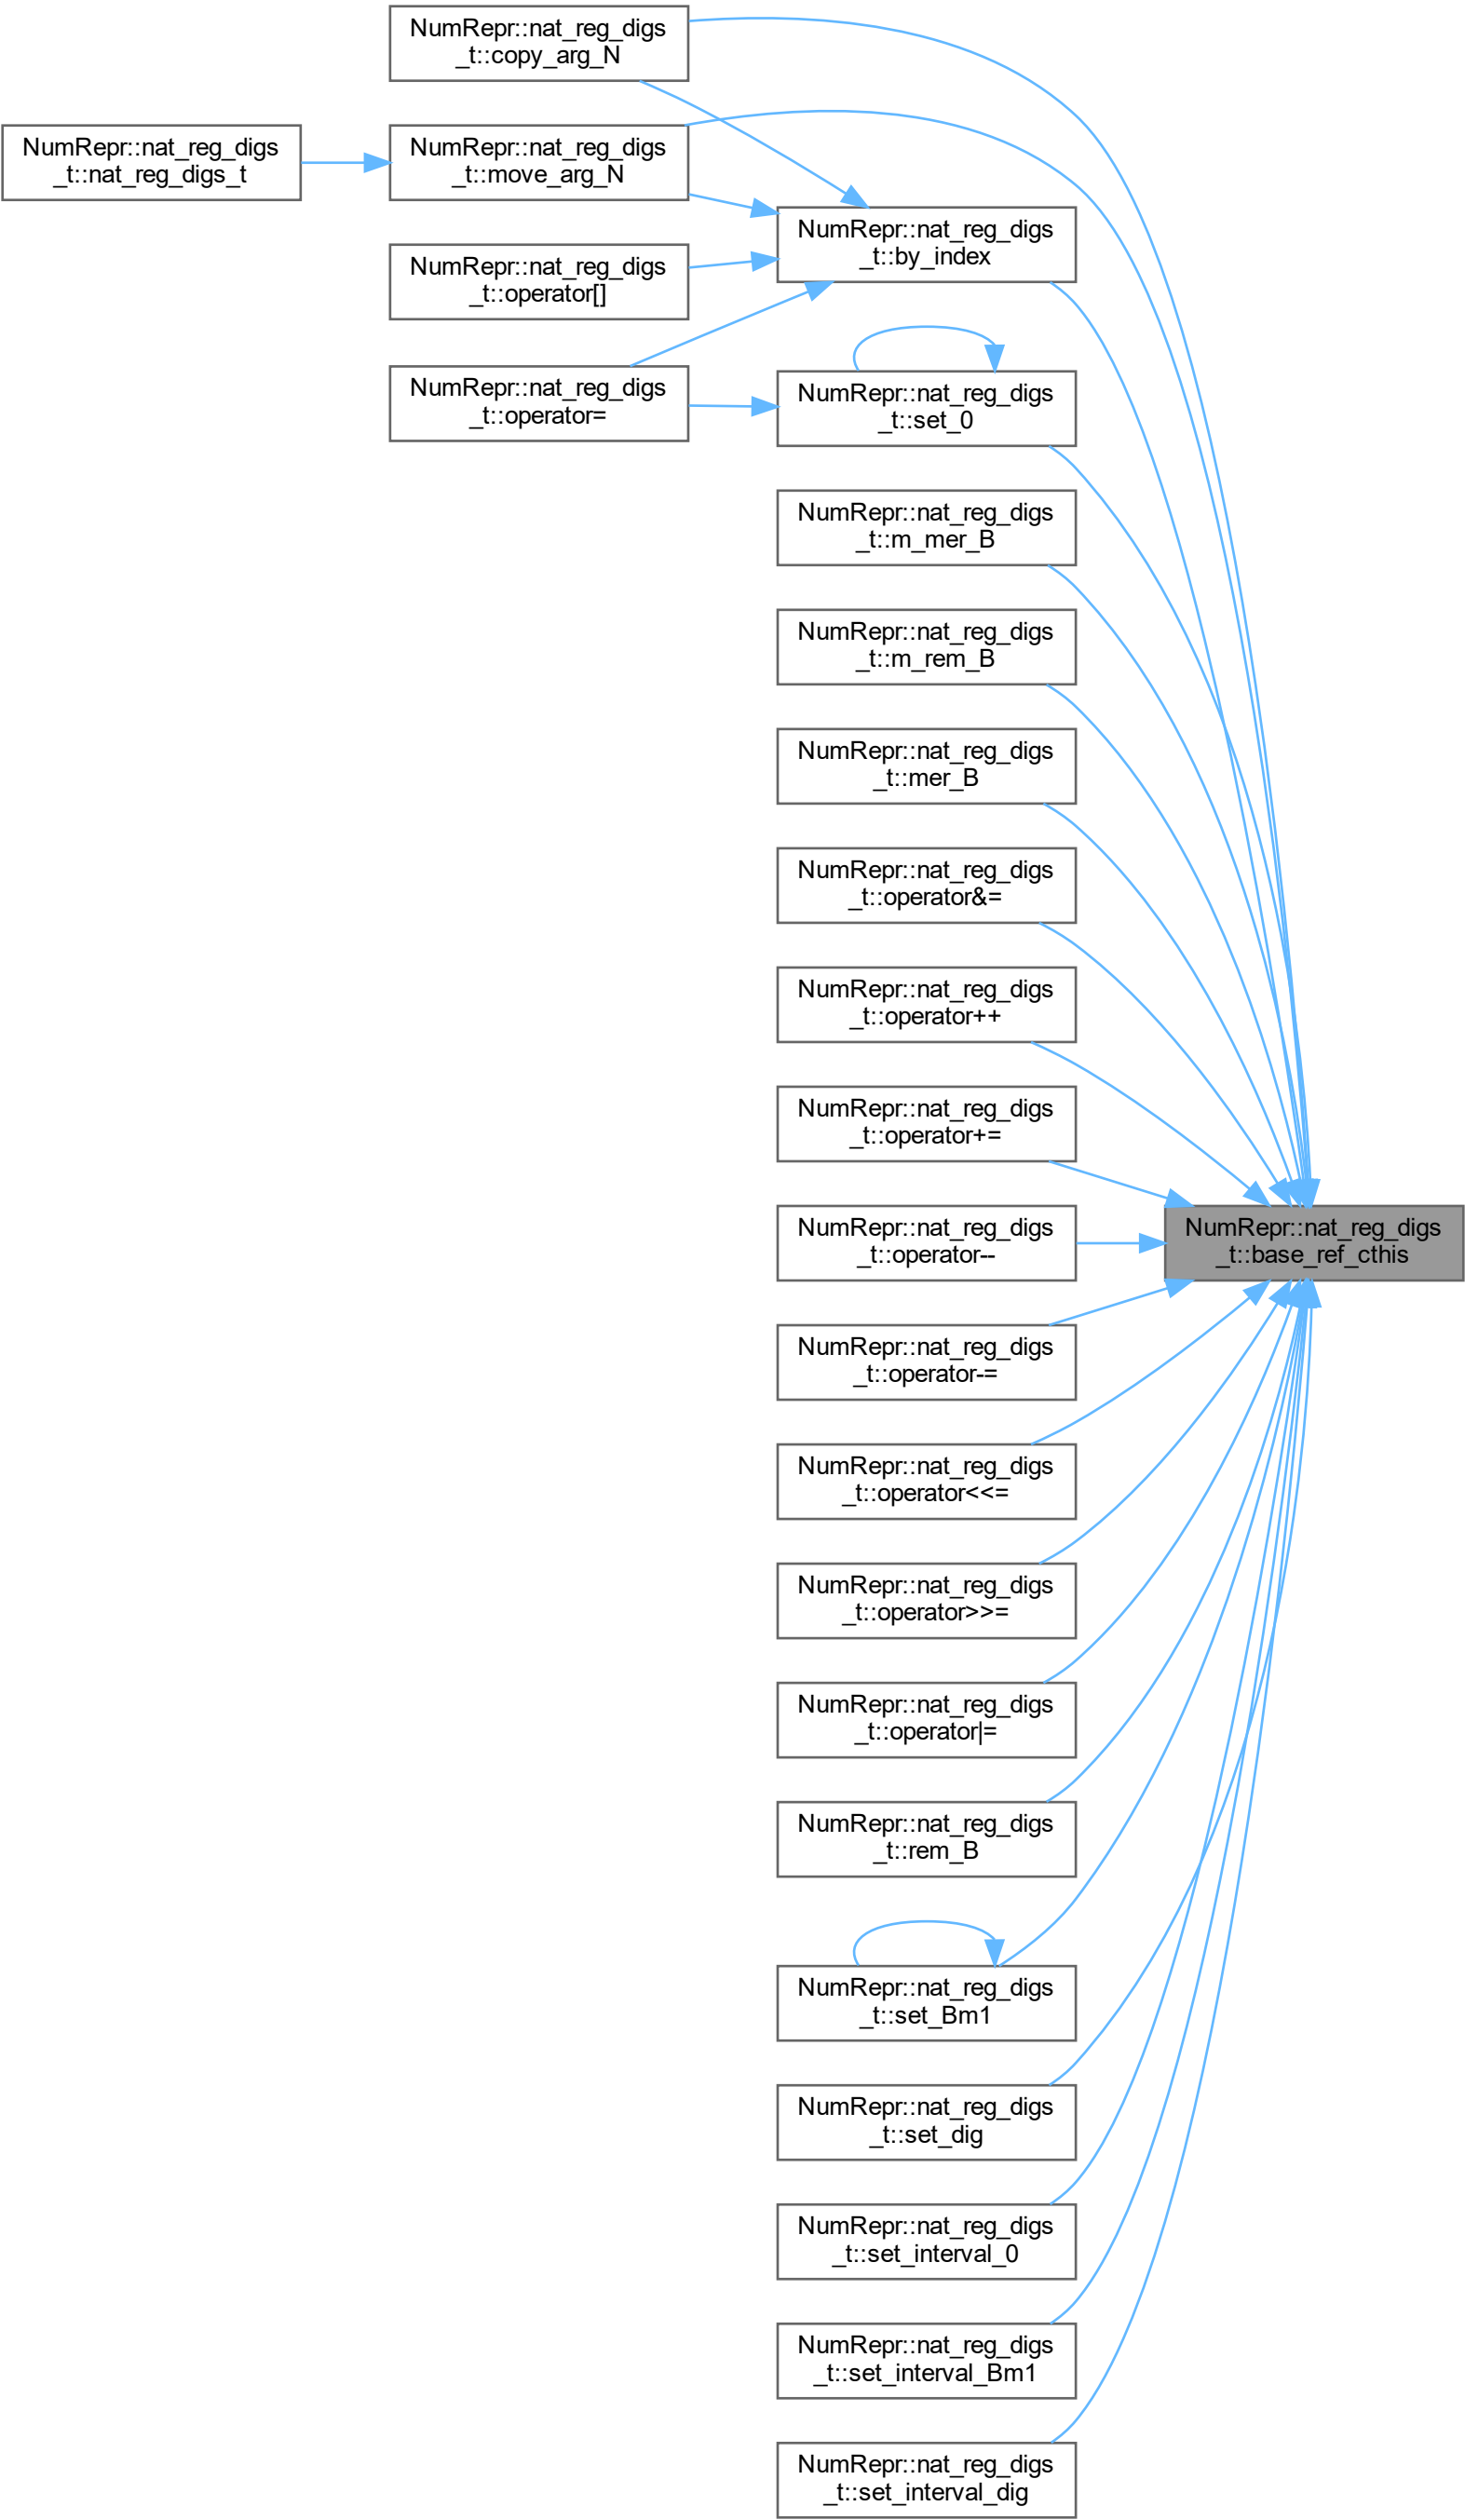 NumRepr::nat_reg_digs
_t::copy_arg_N
NumRepr::nat_reg_digs
_t::nat_reg_digs_t
NumRepr::nat_reg_digs
_t::move_arg_N
NumRepr::nat_reg_digs
_t::by_index
NumRepr::nat_reg_digs
_t::operator[]
NumRepr::nat_reg_digs
_t::operator=
NumRepr::nat_reg_digs
_t::set_0
NumRepr::nat_reg_digs
_t::m_mer_B
NumRepr::nat_reg_digs
_t::m_rem_B
NumRepr::nat_reg_digs
_t::mer_B
NumRepr::nat_reg_digs
_t::operator&=
NumRepr::nat_reg_digs
_t::operator++
NumRepr::nat_reg_digs
_t::operator+=
NumRepr::nat_reg_digs
_t::operator--
NumRepr::nat_reg_digs
_t::base_ref_cthis
NumRepr::nat_reg_digs
_t::operator-=
NumRepr::nat_reg_digs
_t::operator<<=
NumRepr::nat_reg_digs
_t::operator>>=
NumRepr::nat_reg_digs
_t::operator|=
NumRepr::nat_reg_digs
_t::rem_B
NumRepr::nat_reg_digs
_t::set_Bm1
NumRepr::nat_reg_digs
_t::set_dig
NumRepr::nat_reg_digs
_t::set_interval_0
NumRepr::nat_reg_digs
_t::set_interval_Bm1
NumRepr::nat_reg_digs
_t::set_interval_dig